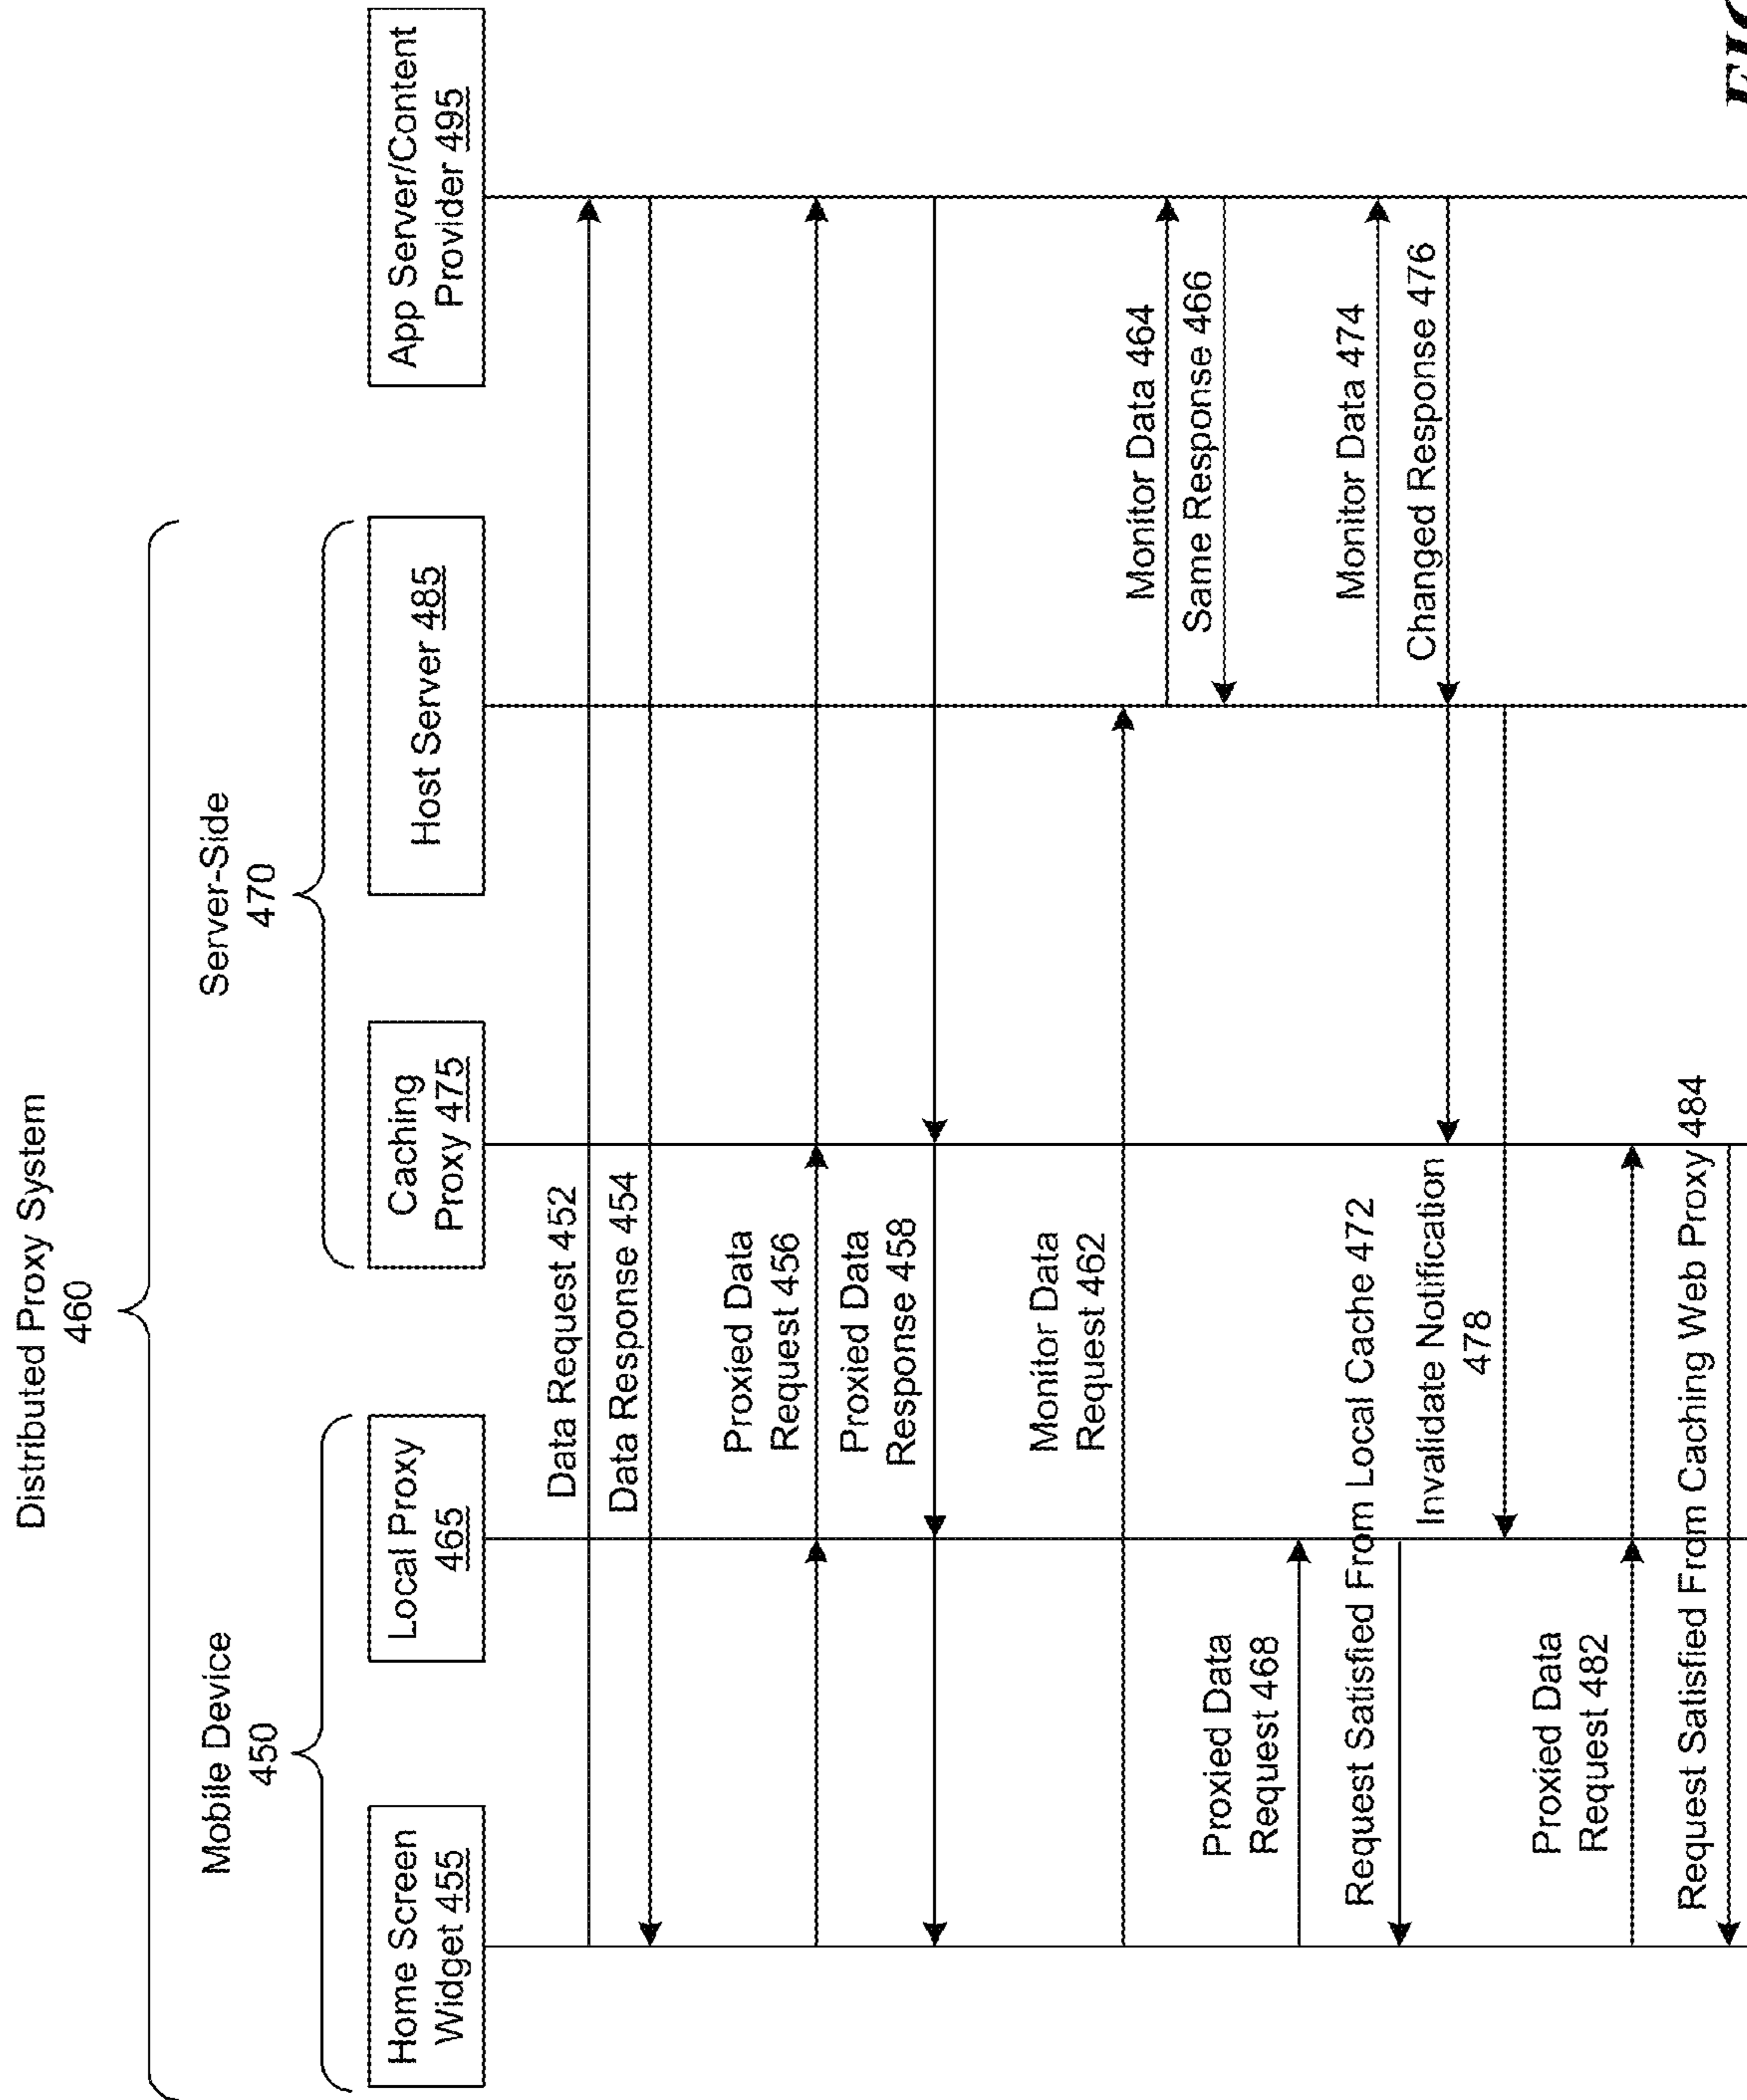 Distributed Proxy System
460
Mobile Device
450
Server-Side
470
Home Screen
Widget 455
Local Proxy
465
Caching
Proxy 475
Host Server 485
App Server/Content
Provider 495
Data Request 452
Data Response 454
Proxied Data
Request 456
Proxied Data
Response 458
Monitor Data
Request 462
Monitor Data 464
Same Response 466
Proxied Data
Request 468
Request Satisfied From Local Cache 472
Monitor Data 474
Changed Response 476
Invalidate Notification
478
Proxied Data
Request 482
Request Satisfied From Caching Web Proxy 484